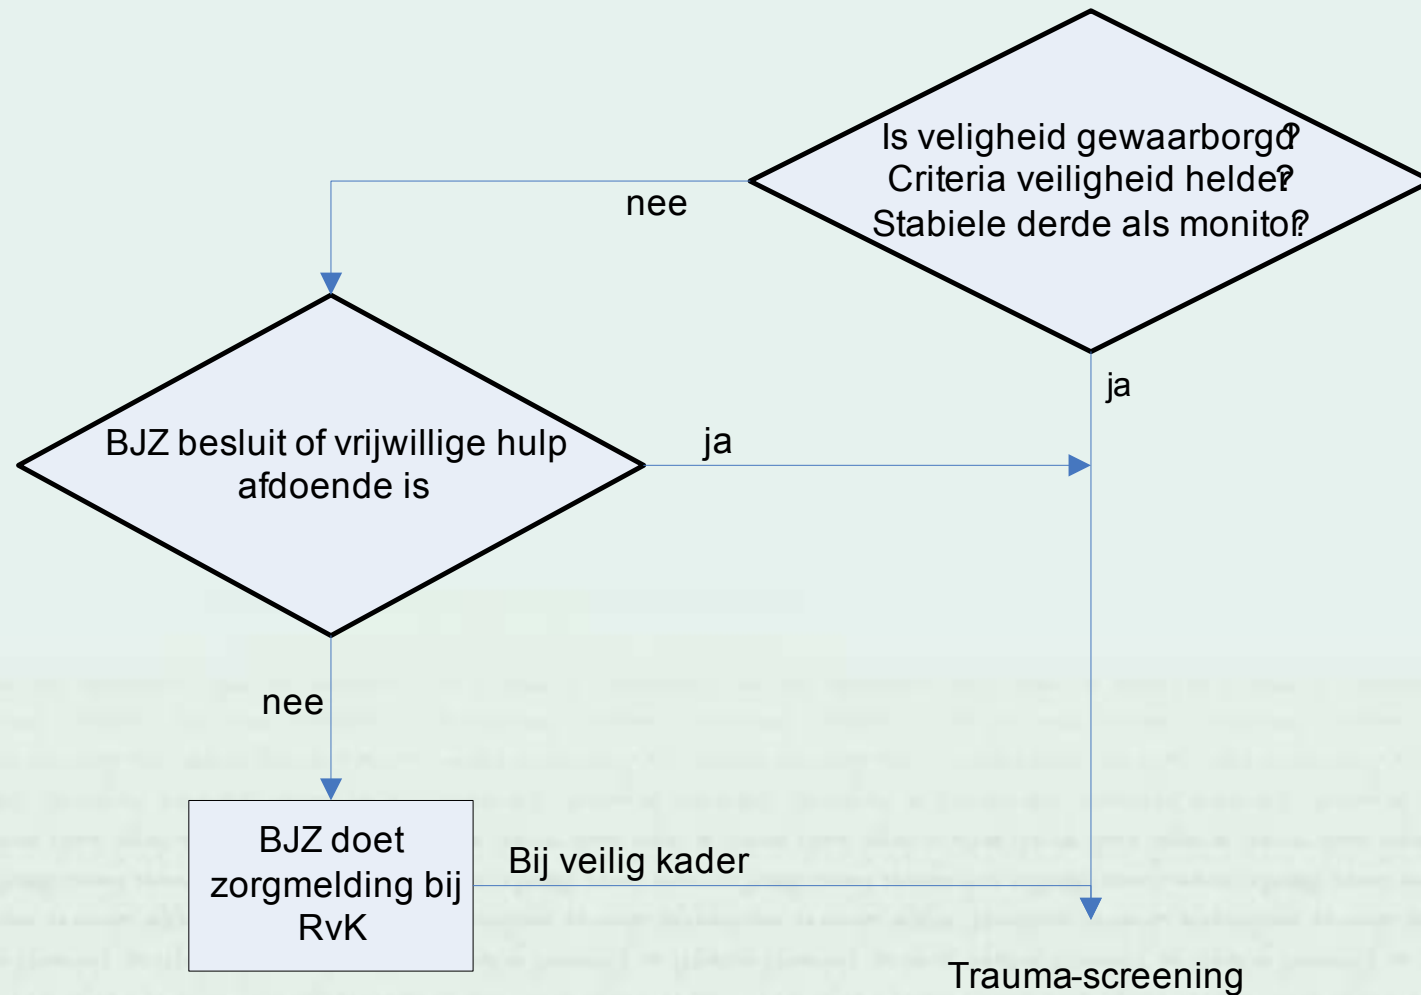 Is veligheid gewaarborgd?
Criteria veiligheid helder?
Stabiele derde als monitor?
nee
ja
BJZ besluit of vrijwillige hulp
afdoende is
ja
nee
BJZ doet
zorgmelding bij
RvK
Bij veilig kader
Trauma-screening